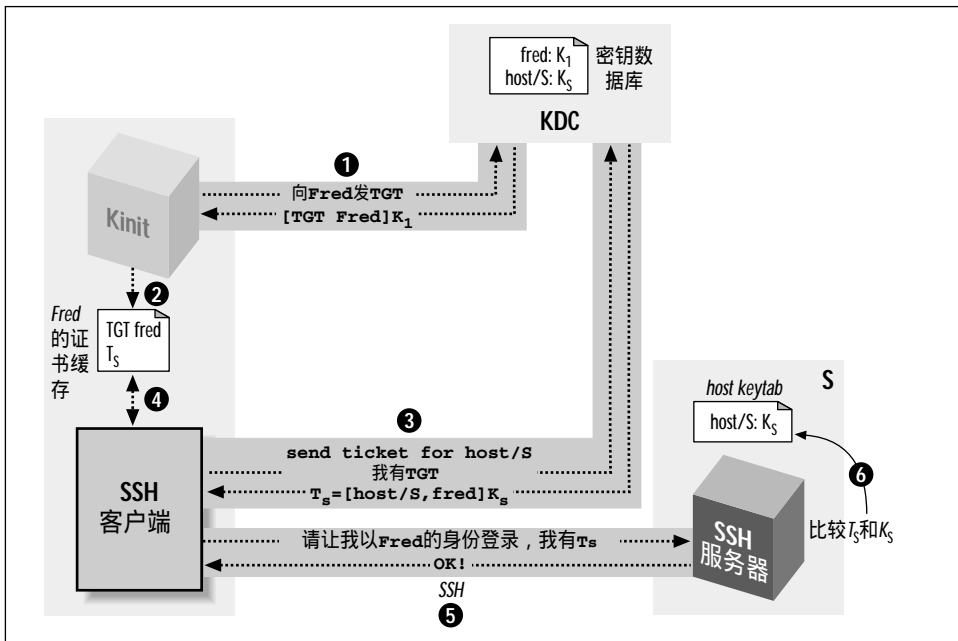 fred: K1
host/S: KS
密钥数
据库
KDC
❶
向Fred发TGT
[TGT Fred]K1
Kinit
❷
Fred
的证
书缓
存
TGT fred
TS
❹
S
host keytab
host/S: KS
❸
send ticket for host/S
我有TGT
Ts=[host/S,fred]Ks
❻
比较TS和KS
SSH
客户端
请让我以Fred的身份登录，我有Ts
OK!
SSH
❺
SSH
服务器